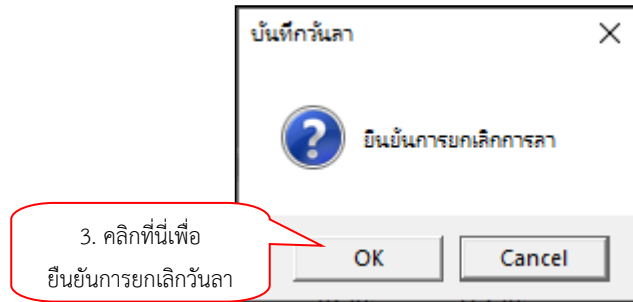 บันทึกวันลา
ยืนยันการยกเลิกการลา
3. คลิกที่นี่เพื่อ
ยืนยันการยกเลิกวันลา
OK
Cancel